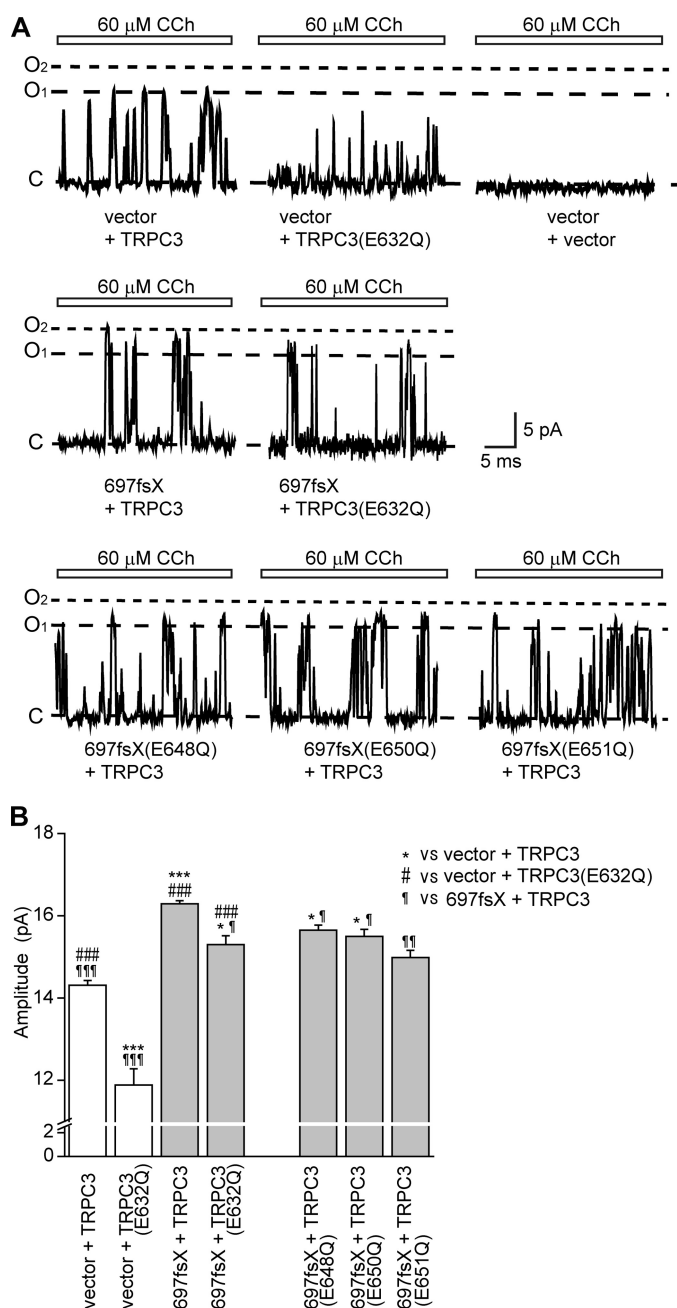 A
60 µM CCh 60 µM CCh 60 µM CCh
O2
O1
C
vector vector vector
+ TRPC3 + TRPC3(E632Q) + vector
60 µM CCh 60 µM CCh
O2
O1
C
5 pA
5 ms
697fsX 697fsX
+ TRPC3 + TRPC3(E632Q)
60 µM CCh 60 µM CCh 60 µM CCh
O2
O1
C
697fsX(E648Q) 697fsX(E650Q) 697fsX(E651Q)
+ TRPC3 + TRPC3 + TRPC3
B
18
16
14
12
2
0
Amplitude (pA)
* vs vector + TRPC3
# vs vector + TRPC3(E632Q)
¶ vs 697fsX + TRPC3
###
¶¶¶
***
¶¶¶
***
###
###
* ¶
* ¶
* ¶
¶¶
vector + TRPC3
vector + TRPC3
(E632Q)
697fsX + TRPC3
697fsX + TRPC3
(E632Q)
697fsX + TRPC3
(E648Q)
697fsX + TRPC3
(E650Q)
697fsX + TRPC3
(E651Q)